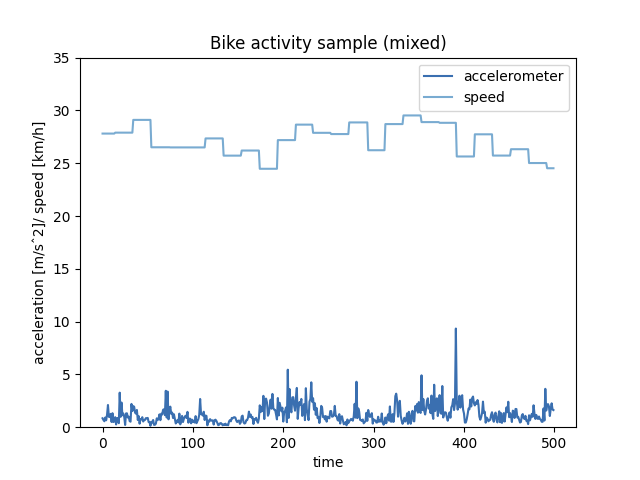 Bike activity sample (mixed)
accelerometer
speed
35
30
25
20
15
10
5
0
acceleration [m/sˆ2]/ speed [km/h]
0 100 200 300 400 500
time